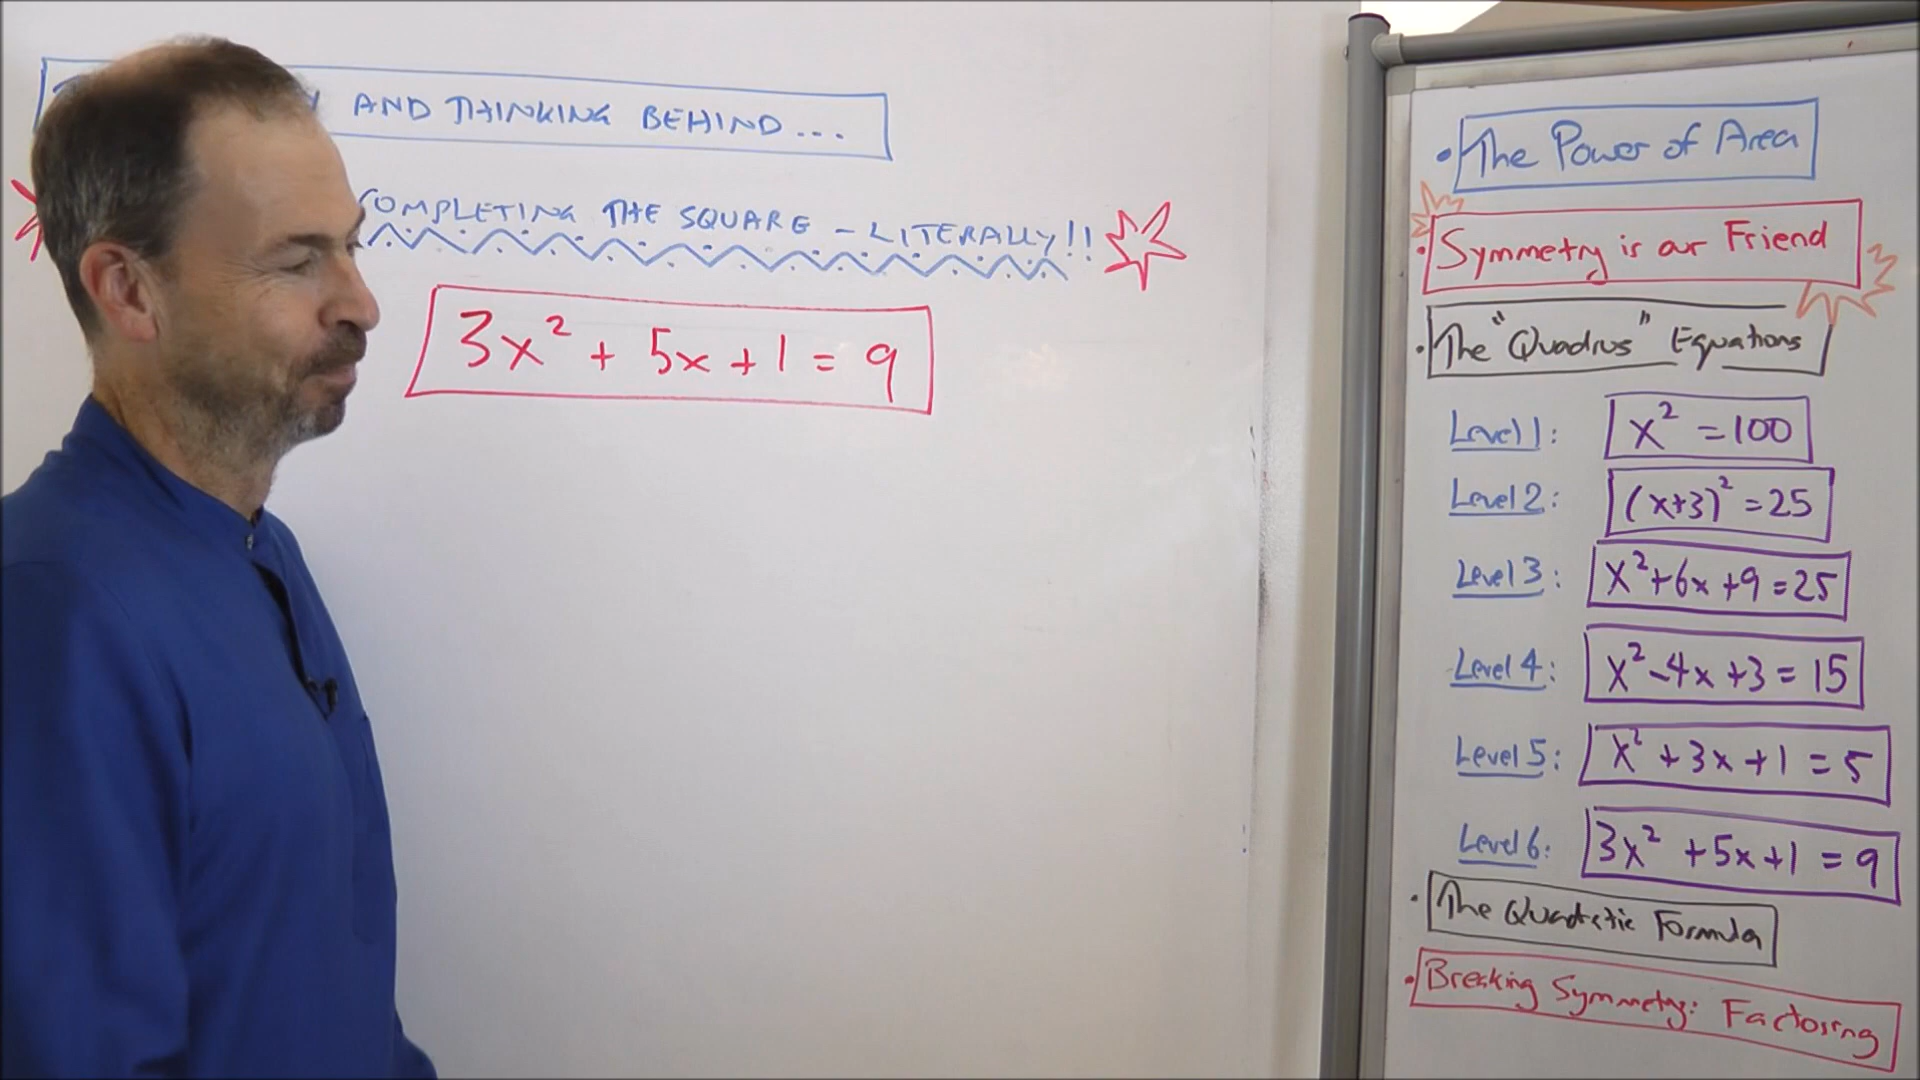 AND THINKING BEHIND...
COMPLETING THE SQUARE - LITERALLY!!
3x² + 5x + 1 = 9
• The Power of Area
• Symmetry is our Friend
• The "Quadrus" Equations
Level 1: x² = 100
Level 2: (x+3)² = 25
Level 3: x² + 6x + 9 = 25
Level 4: x² - 4x + 3 = 15
Level 5: x² + 3x + 1 = 5
Level 6: 3x² + 5x + 1 = 9
• The Quadratic Formula
• Breaking Symmetry: Factoring